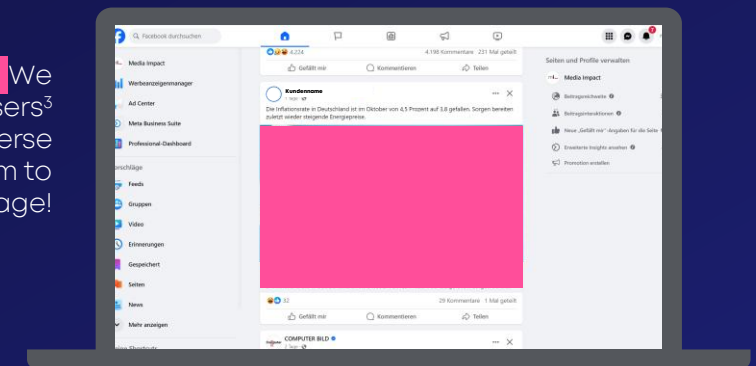 We
sers³
erse
m to
age!
Facebook durchsuchen
7
4.224
4.198 Kommentare 231 Mal geteilt
Gefällt mir
Kommentieren
Teilen
Media Impact
Werbeanzeigenmanager
Ad Center
Meta Business Suite
Professional-Dashboard
Feeds
Gruppen
Video
Erinnerungen
Gespeichert
Seiten
News
Mehr anzeigen
Kundenname
Die Inflationsrate in Deutschland ist im Oktober von 4,5 Prozent auf 3,8 gefallen. Sorgen bereiten
zuletzt wieder steigende Energiepreise.
32
29 Kommentare 1 Mal geteilt
Gefällt mir
Kommentieren
Teilen
COMPUTER BILD
Seiten und Profile verwalten
Media Impact
Beitragsreichweite
Beitragsinteraktionen
Neue „Gefällt mir“-Angaben für die Seite
Erweiterte Insights ansehen
Promotion erstellen